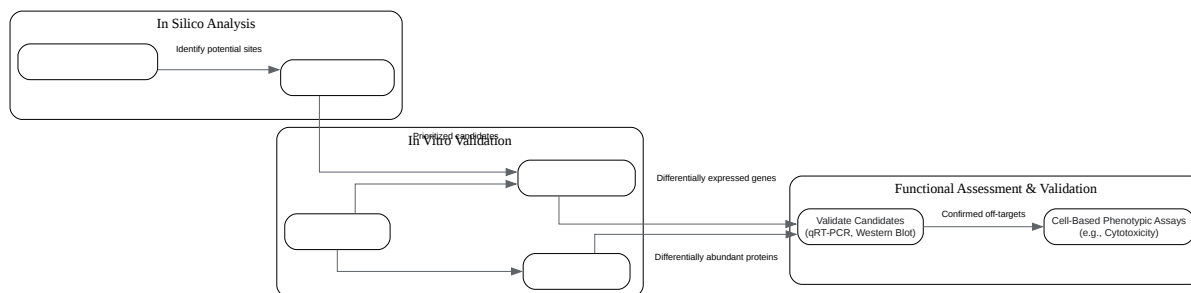 In Silico Analysis
Identify potential sites
Prioritized candidates
In Vitro Validation
Differentially expressed genes
Functional Assessment & Validation
Validate Candidates
(qRT-PCR, Western Blot)
Confirmed off-targets
Cell-Based Phenotypic Assays
(e.g., Cytotoxicity)
Differentially abundant proteins